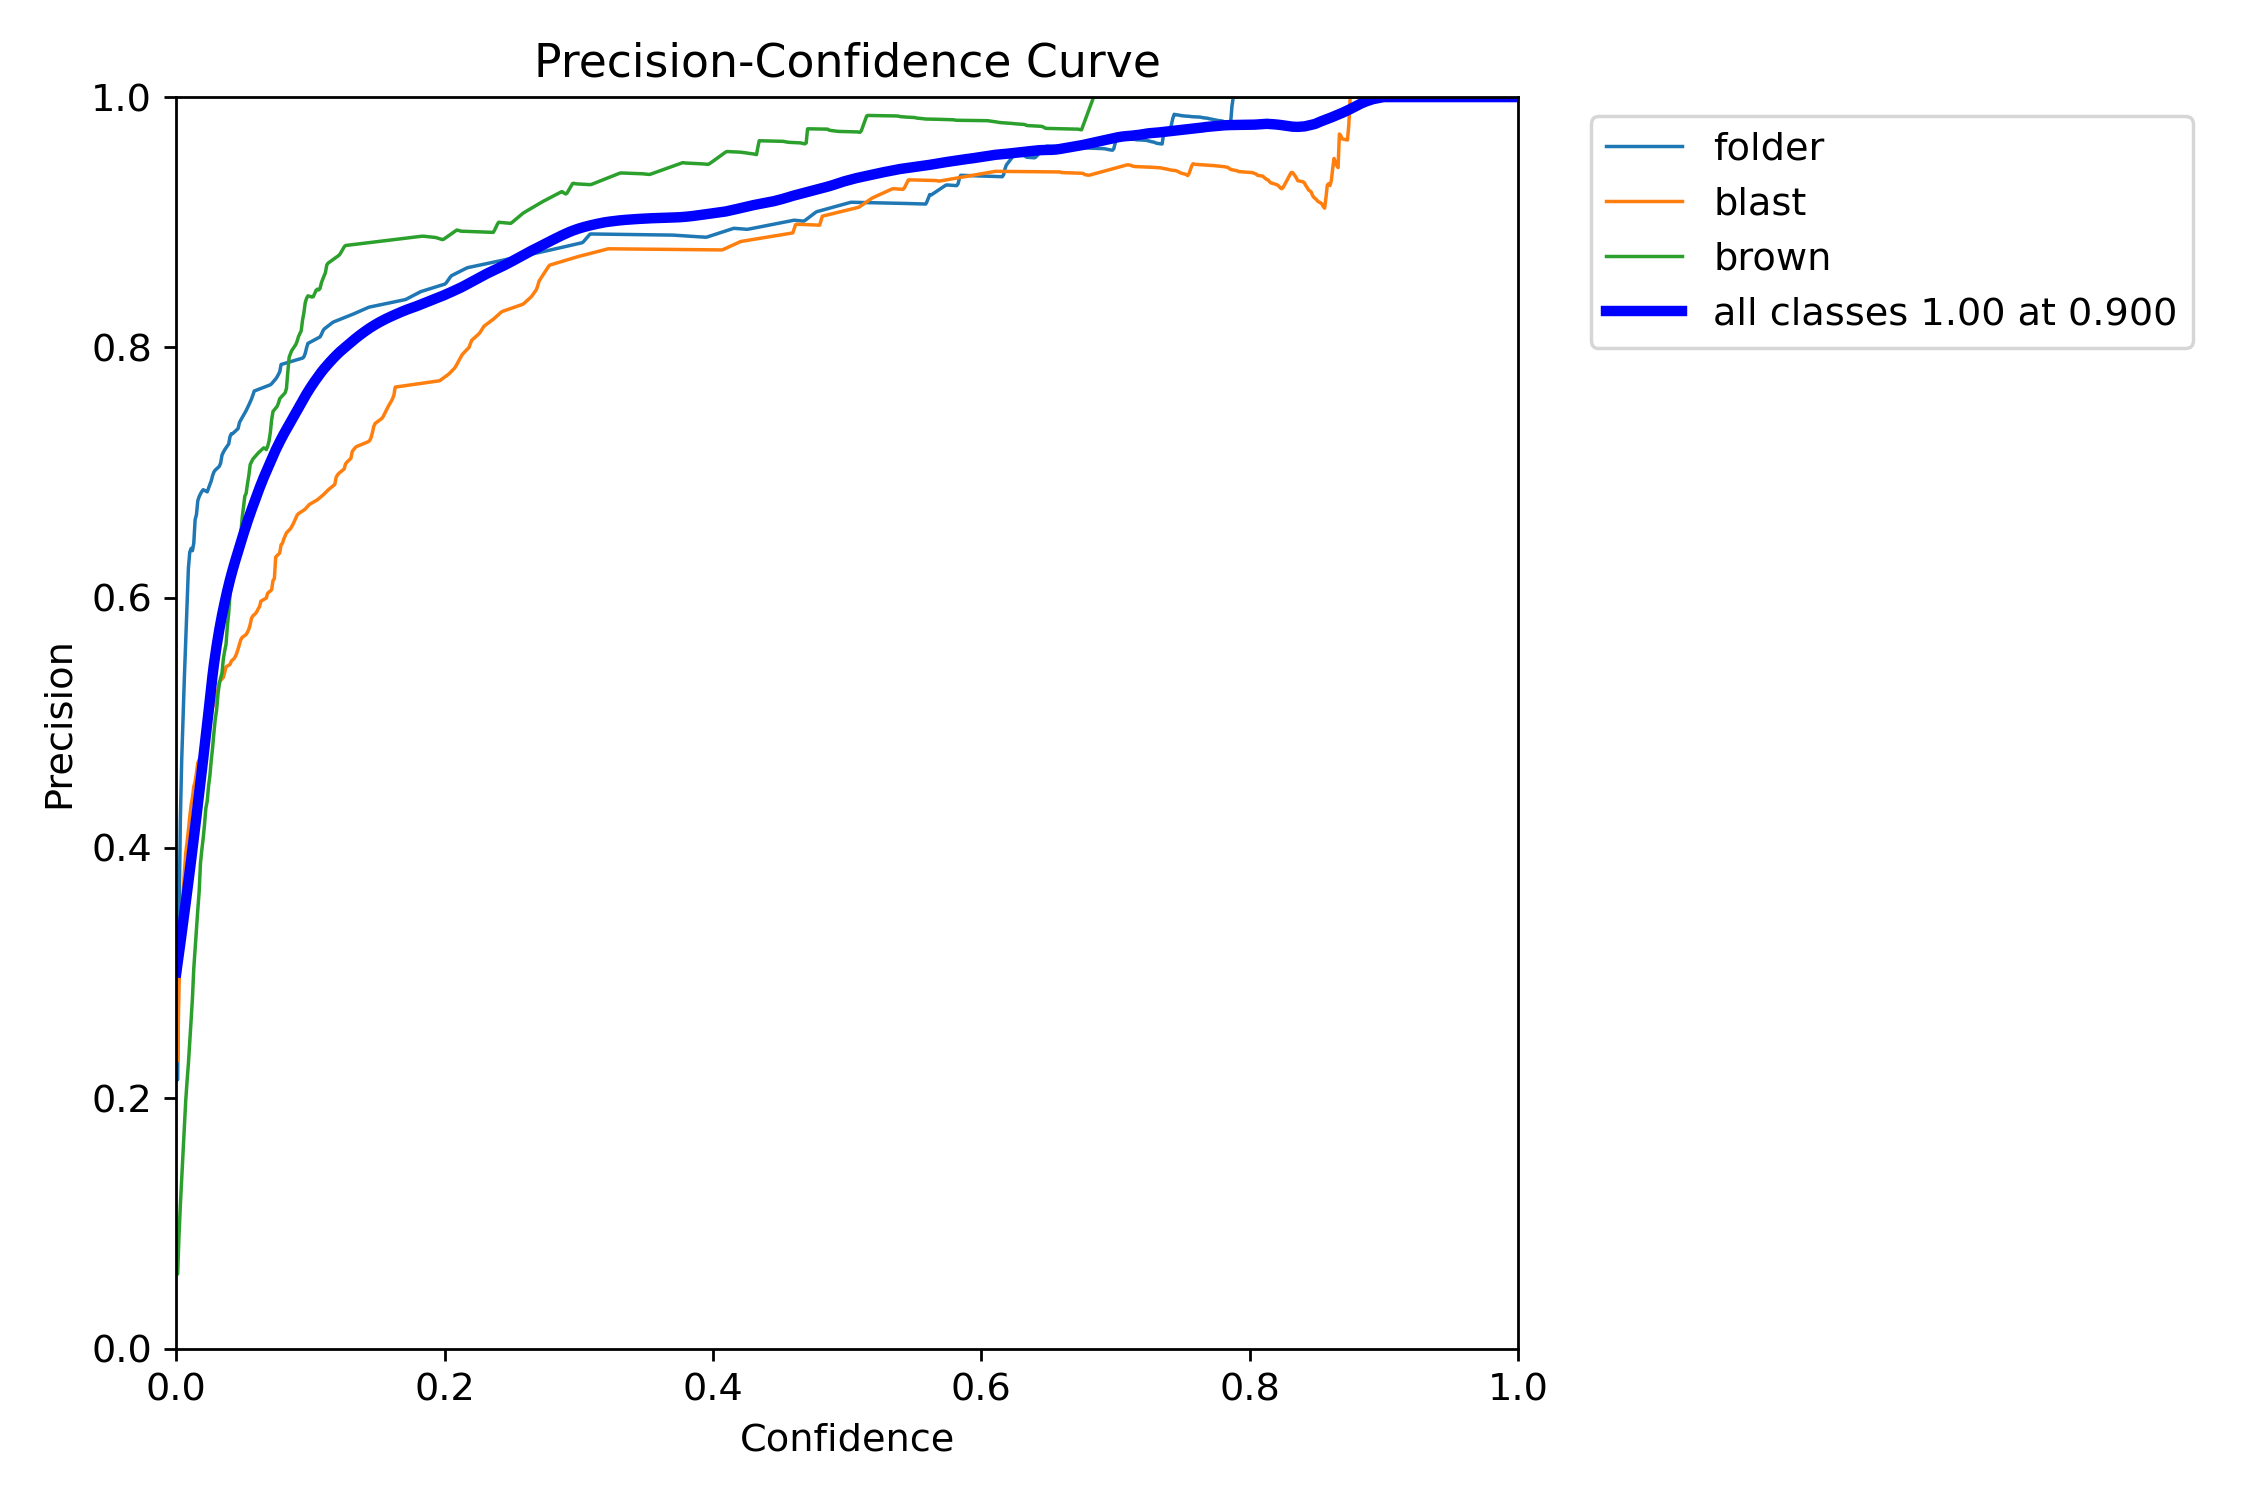 Precision-Confidence Curve
1.0
0.8
0.6
0.4
0.2
0.0
Precision
0.0 0.2 0.4 0.6 0.8 1.0
Confidence
folder
blast
brown
all classes 1.00 at 0.900